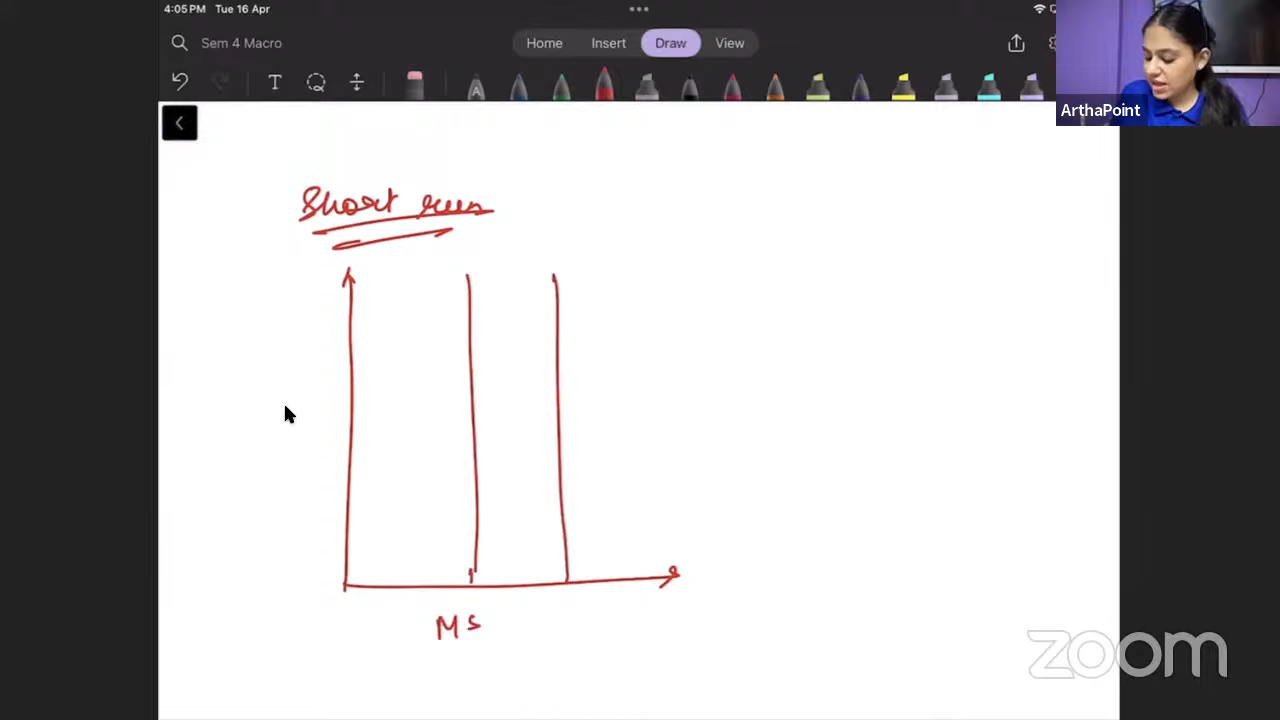 4:05 PM Tue 16 Apr
Sem 4 Macro
Home Insert Draw View
T
A
ArthaPoint
Short run
Ms
zoom